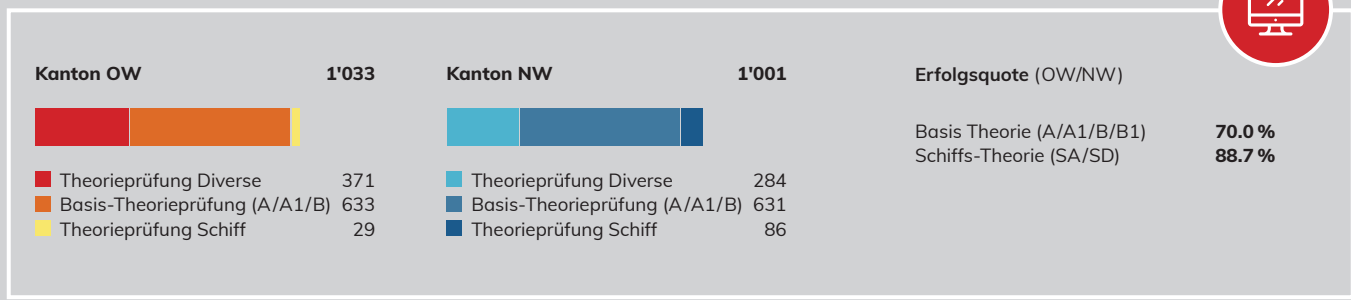 Kanton OW 1'033
Theorieprüfung Diverse 371
Basis-Theorieprüfung (A/A1/B) 633
Theorieprüfung Schiff 29
Kanton NW 1'001
Theorieprüfung Diverse 284
Basis-Theorieprüfung (A/A1/B) 631
Theorieprüfung Schiff 86
Erfolgsquote (OW/NW)
Basis Theorie (A/A1/B/B1) 70.0 %
Schiffs-Theorie (SA/SD) 88.7 %